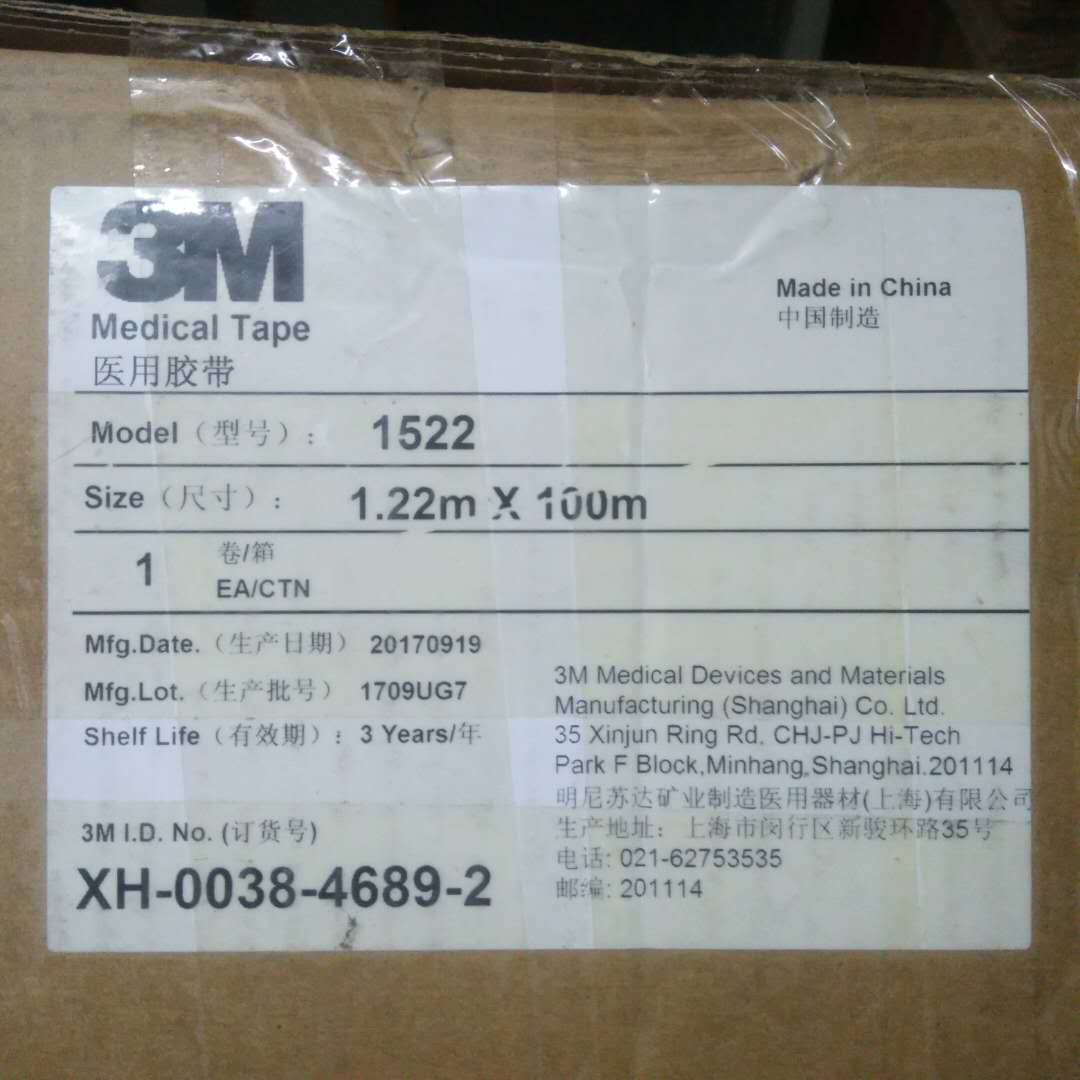 3M
Medical Tape
医用胶带
Made in China
中国制造
Model（型号）： 1522
Size（尺寸）： 1.22m X 100m
1 卷/箱
EA/CTN
Mfg.Date.（生产日期） 20170919
Mfg.Lot.（生产批号） 1709UG7
Shelf Life（有效期）： 3 Years/年
3M I.D. No. (订货号)
XH-0038-4689-2
3M Medical Devices and Materials
Manufacturing (Shanghai) Co. Ltd.
35 Xinjun Ring Rd, CHJ-PJ Hi-Tech
Park F Block,Minhang,Shanghai.201114
明尼苏达矿业制造医用器材(上海)有限公司
生产地址：上海市闵行区新骏环路35号
电话: 021-62753535
邮编: 201114